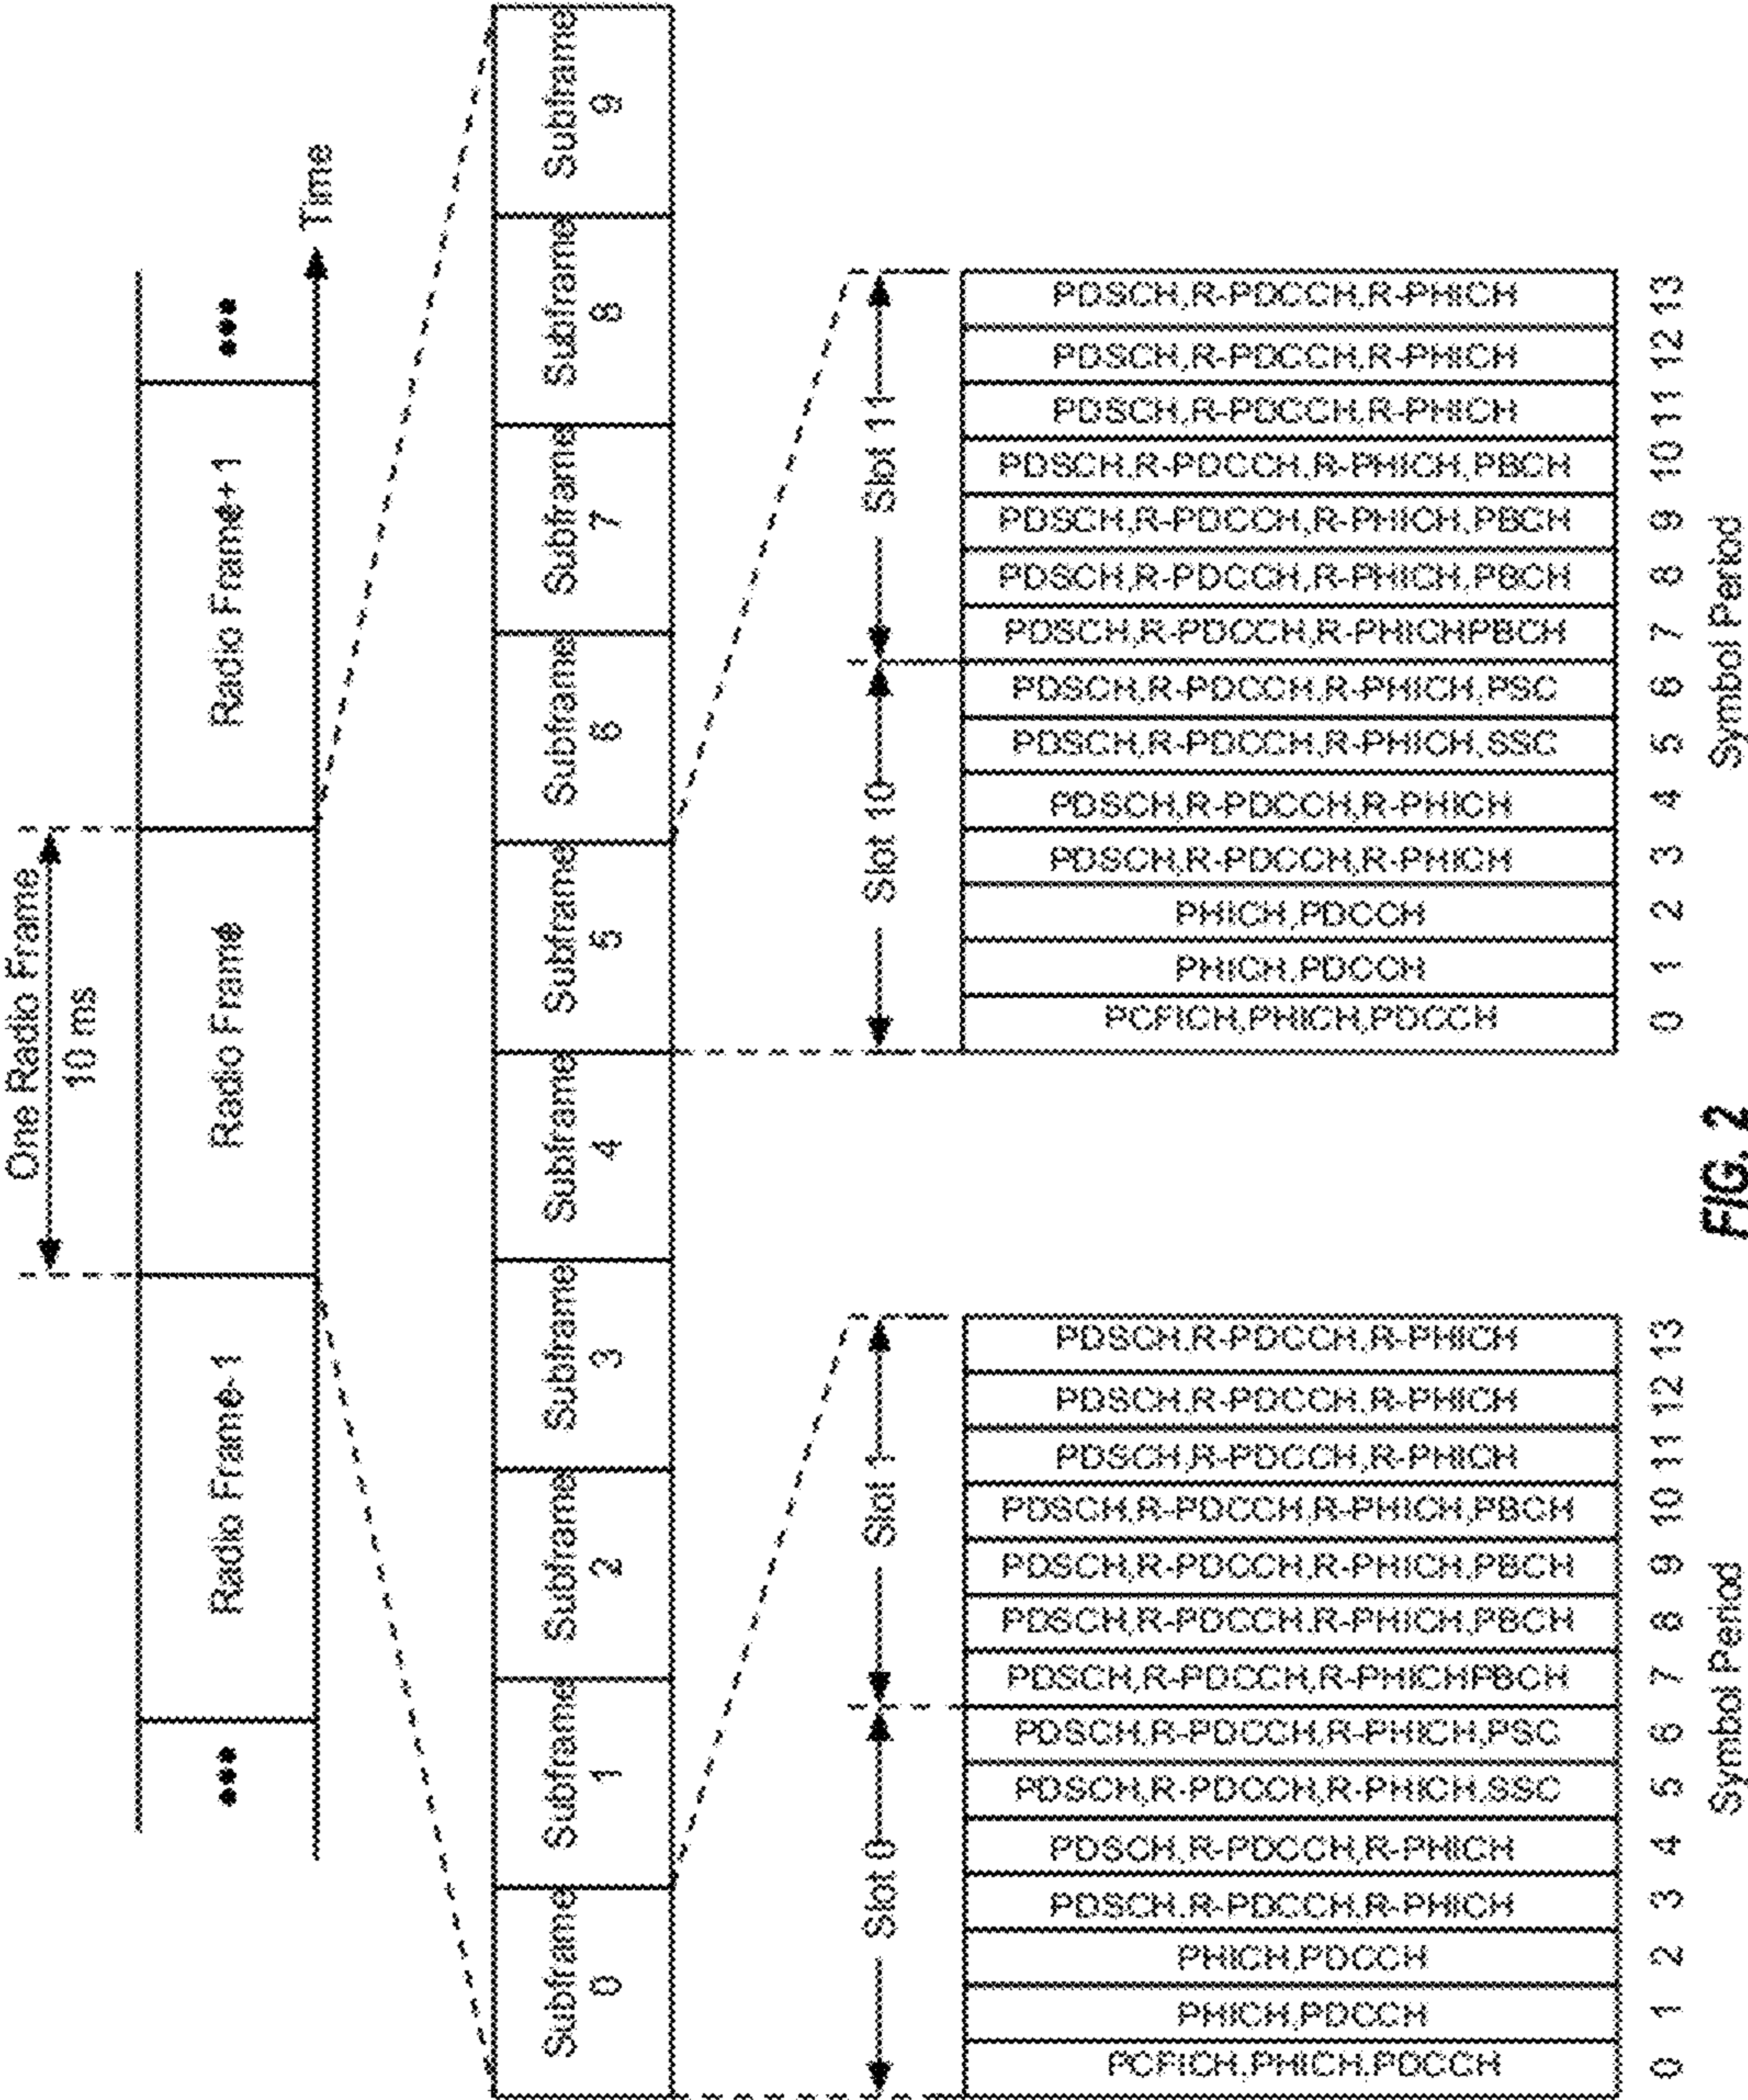 One Radio Frame
10 ms
•••
Radio Frame-1
Radio Frame
Radio Frame+1
•••
Time
Subframe
0
Subframe
1
Subframe
2
Subframe
3
Subframe
4
Subframe
5
Subframe
6
Subframe
7
Subframe
8
Subframe
9
Slot 0
Slot 1
PCFICH,PHICH,PDCCH
PHICH,PDCCH
PHICH,PDCCH
PDSCH,R-PDCCH,R-PHICH
PDSCH,R-PDCCH,R-PHICH
PDSCH,R-PDCCH,R-PHICH,SSC
PDSCH,R-PDCCH,R-PHICH,PSC
PDSCH,R-PDCCH,R-PHICHPBCH
PDSCH,R-PDCCH,R-PHICH,PBCH
PDSCH,R-PDCCH,R-PHICH,PBCH
PDSCH,R-PDCCH,R-PHICH,PBCH
PDSCH,R-PDCCH,R-PHICH
PDSCH,R-PDCCH,R-PHICH
PDSCH,R-PDCCH,R-PHICH
0 1 2 3 4 5 6 7 8 9 10 11 12 13
Symbol Period
Slot 10
Slot 11
PCFICH,PHICH,PDCCH
PHICH,PDCCH
PHICH,PDCCH
PDSCH,R-PDCCH,R-PHICH
PDSCH,R-PDCCH,R-PHICH
PDSCH,R-PDCCH,R-PHICH,SSC
PDSCH,R-PDCCH,R-PHICH,PSC
PDSCH,R-PDCCH,R-PHICHPBCH
PDSCH,R-PDCCH,R-PHICH,PBCH
PDSCH,R-PDCCH,R-PHICH,PBCH
PDSCH,R-PDCCH,R-PHICH,PBCH
PDSCH,R-PDCCH,R-PHICH
PDSCH,R-PDCCH,R-PHICH
PDSCH,R-PDCCH,R-PHICH
0 1 2 3 4 5 6 7 8 9 10 11 12 13
Symbol Period
FIG. 2